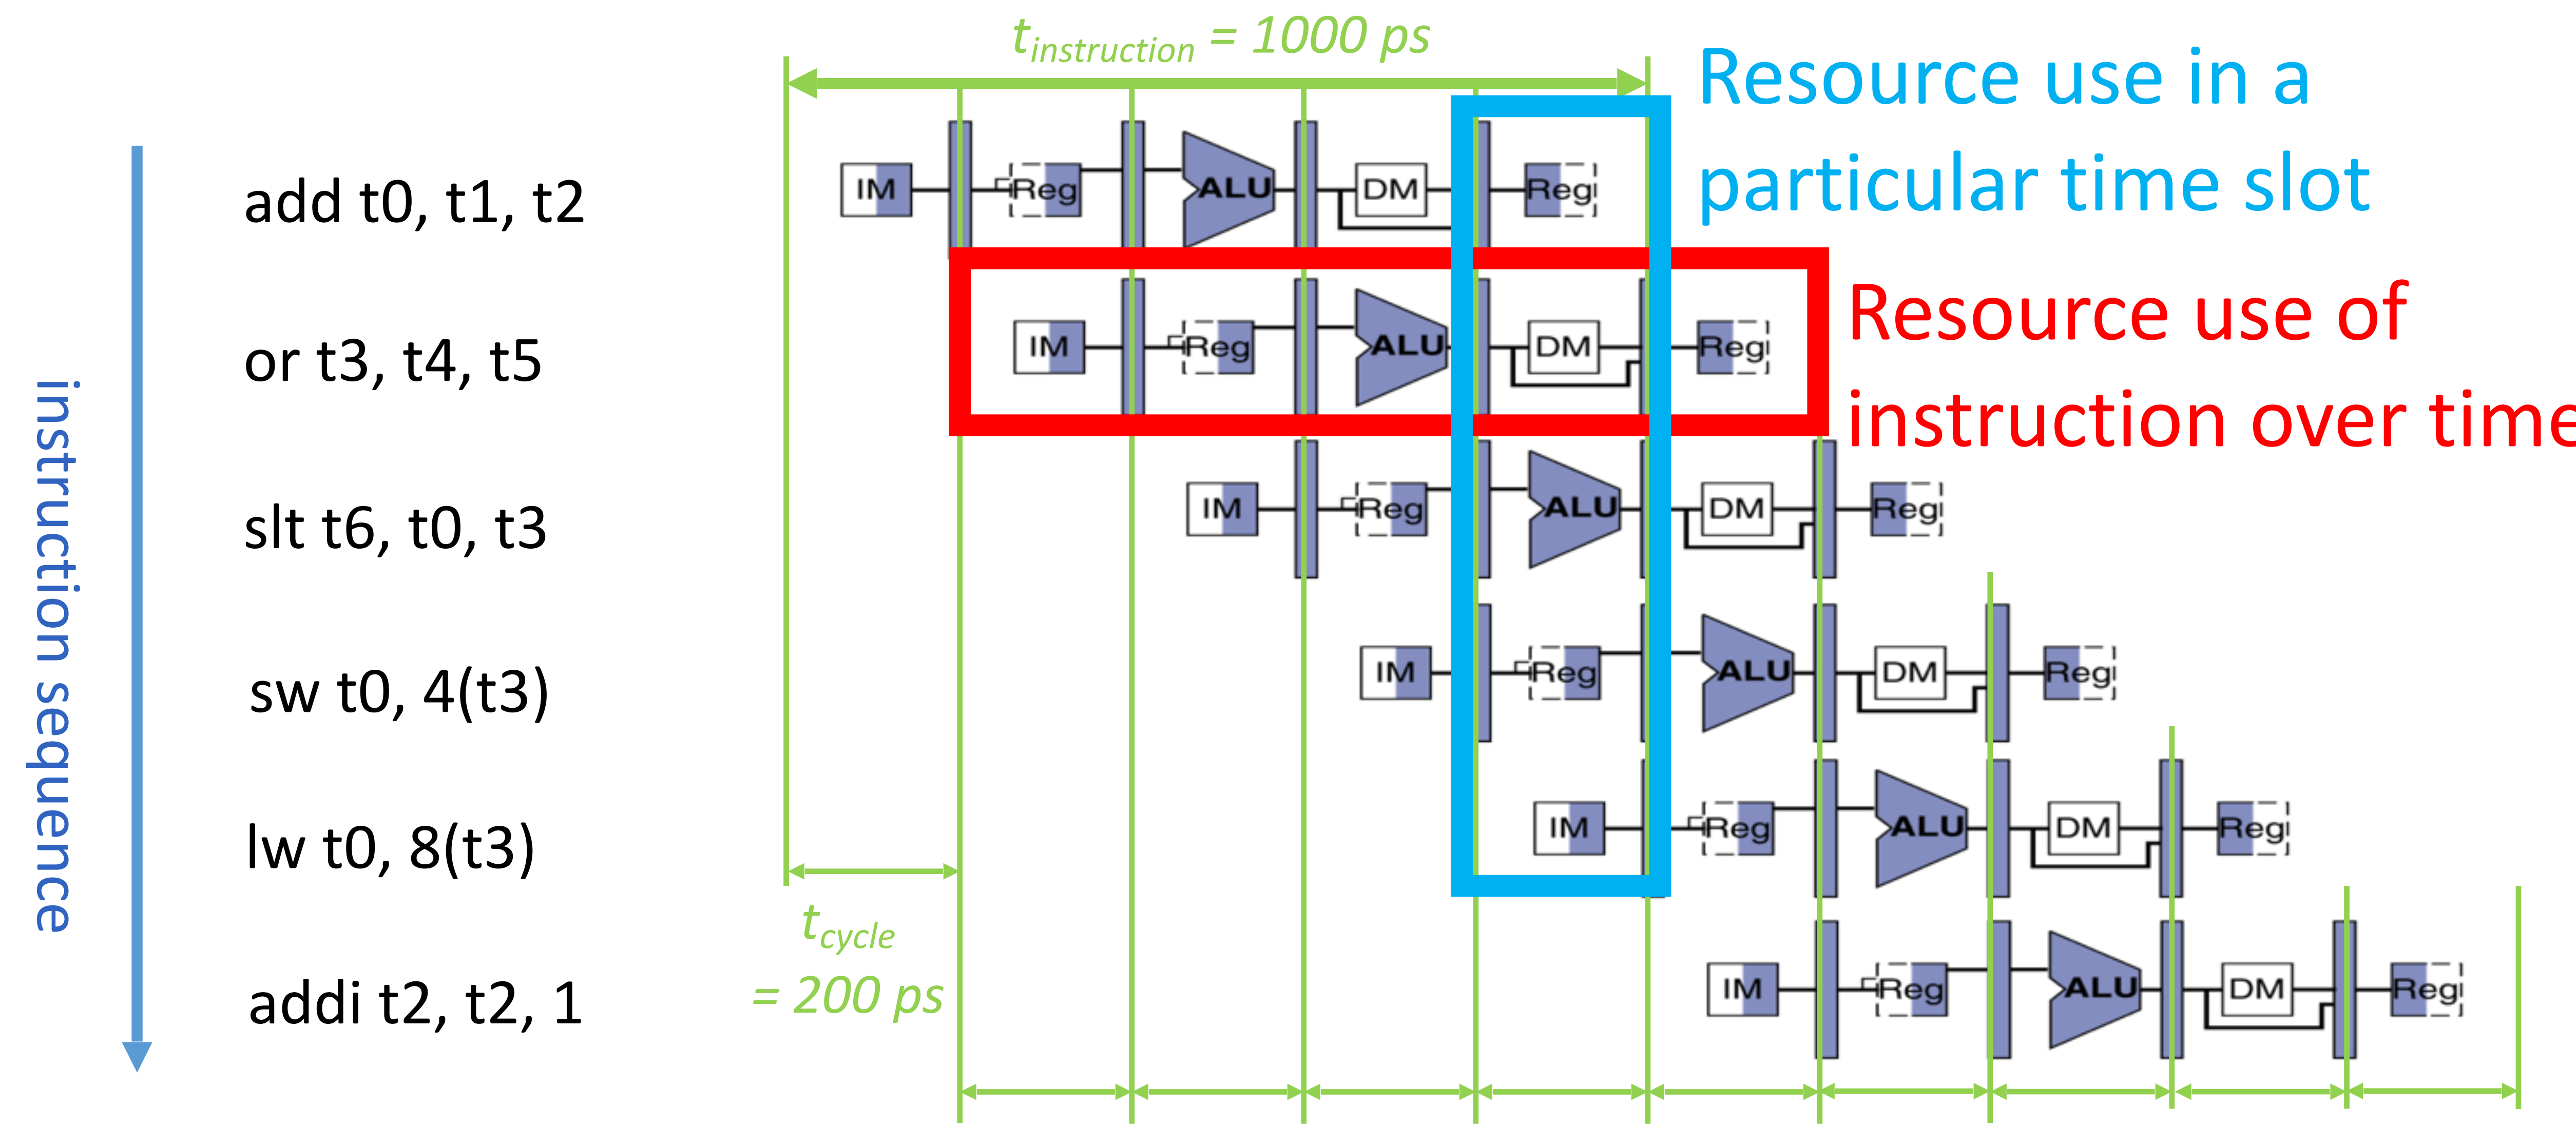 t_instruction = 1000 ps
Resource use in a
particular time slot
add t0, t1, t2
IM Reg ALU DM Reg
Resource use of
instruction over time
or t3, t4, t5
IM Reg ALU DM Reg
slt t6, t0, t3
IM Reg ALU DM Reg
instruction sequence
sw t0, 4(t3)
IM Reg ALU DM Reg
lw t0, 8(t3)
IM Reg ALU DM Reg
t_cycle
= 200 ps
addi t2, t2, 1
IM Reg ALU DM Reg